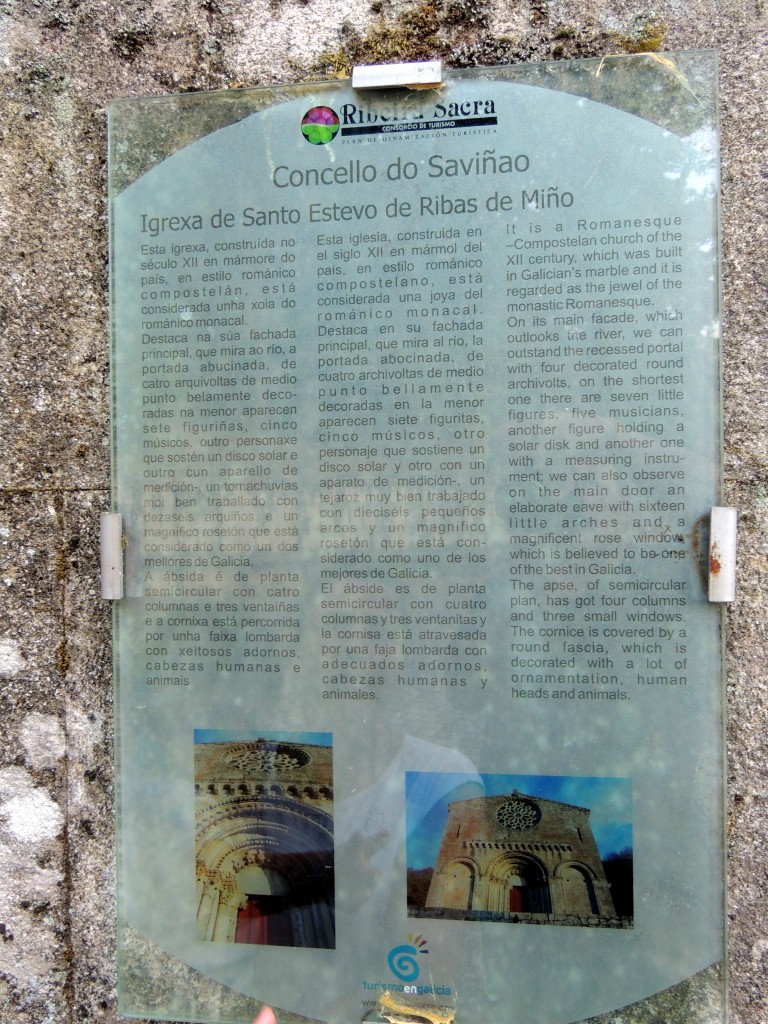 Ribeira Sacra
CONSORCIO DE TURISMO
PLAN DE DINAMIZACIÓN TURÍSTICA
Concello do Saviñao
Igrexa de Santo Estevo de Ribas de Miño
Esta igrexa, construída no
século XII en mármore do
país, en estilo románico
compostelán, está
considerada unha xoia do
románico monacal.
Destaca na súa fachada
principal, que mira ao río, a
portada abucinada, de
catro arquivoltas de medio
punto belamente deco-
radas na menor aparecen
sete figuriñas, cinco
músicos, outro personaxe
que sostén un disco solar e
outro cun aparello de
medición-, un tornachuvias
moi ben traballado con
dezaseis arquiños e un
magnífico rosetón que está
considerado como un dos
mellores de Galicia.
A ábsida é de planta
semicircular con catro
columnas e tres ventaíñas
e a cornixa está percorrida
por unha faixa lombarda
con xeitosos adornos,
cabezas humanas e
animais
Esta iglesia, construida en
el siglo XII en mármol del
país, en estilo románico
compostelano, está
considerada una joya del
románico monacal.
Destaca en su fachada
principal, que mira al río, la
portada abocinada, de
cuatro archivoltas de medio
punto bellamente
decoradas en la menor
aparecen siete figuritas,
cinco músicos, otro
personaje que sostiene un
disco solar y otro con un
aparato de medición-, un
tejaroz muy bien trabajado
con dieciséis pequeños
arcos y un magnífico
rosetón que está con-
siderado como uno de los
mejores de Galicia.
El ábside es de planta
semicircular con cuatro
columnas y tres ventanitas y
la cornisa está atravesada
por una faja lombarda con
adecuados adornos,
cabezas humanas y
animales.
It is a Romanesque
–Compostelan church of the
XII century, which was built
in Galician's marble and it is
regarded as the jewel of the
monastic Romanesque.
On its main facade, which
outlooks the river, we can
outstand the recessed portal
with four decorated round
archivolts, on the shortest
one there are seven little
figures, five musicians,
another figure holding a
solar disk and another one
with a measuring instru-
ment; we can also observe
on the main door an
elaborate eave with sixteen
little arches and a
magnificent rose window
which is believed to be one
of the best in Galicia.
The apse, of semicircular
plan, has got four columns
and three small windows.
The cornice is covered by a
round fascia, which is
decorated with a lot of
ornamentation, human
heads and animals.
turismoengalicia